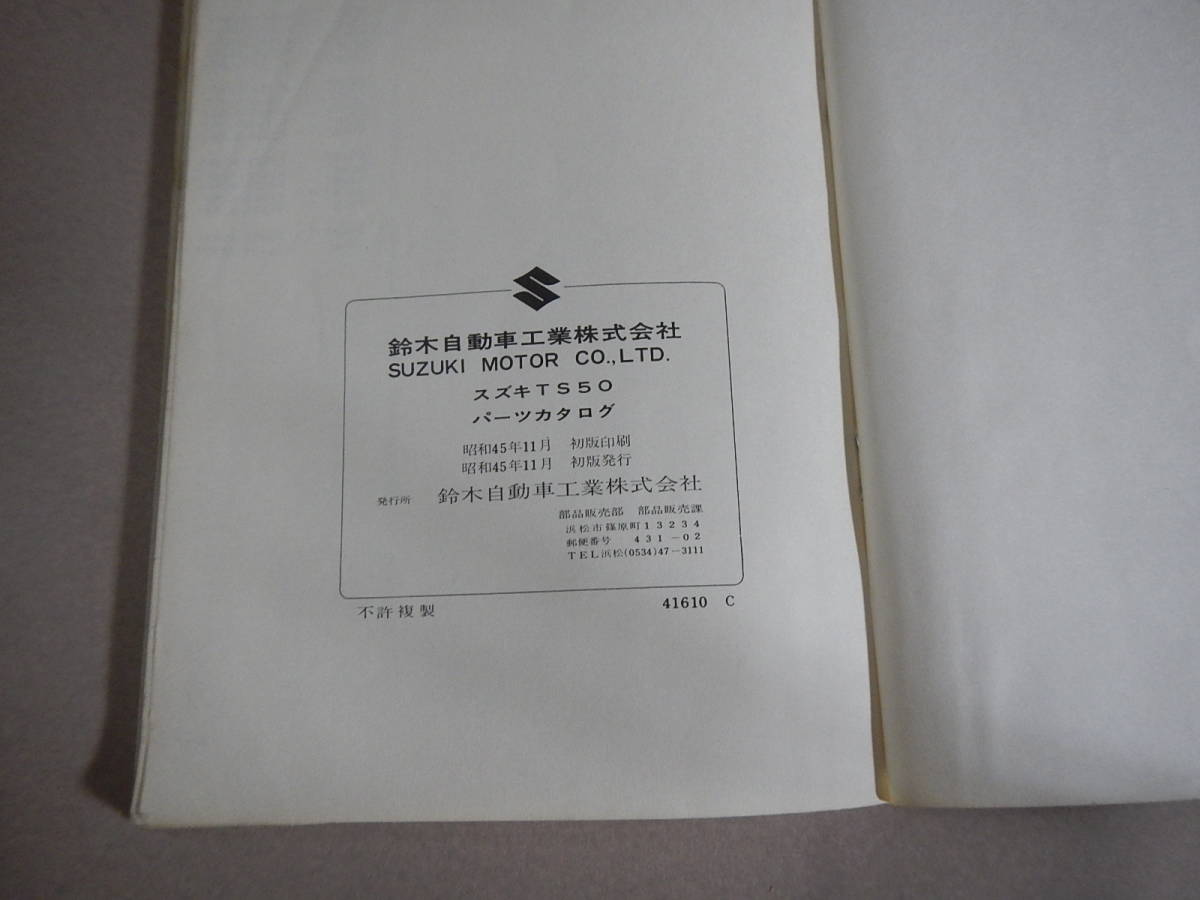 鈴木自動車工業株式会社
SUZUKI MOTOR CO.,LTD.
スズキTS50
パーツカタログ
昭和45年11月 初版印刷
昭和45年11月 初版発行
発行所 鈴木自動車工業株式会社
部品販売部 部品販売課
浜松市篠原町13234
郵便番号 431-02
TEL浜松(0534)47-3111
不許複製 41610 C